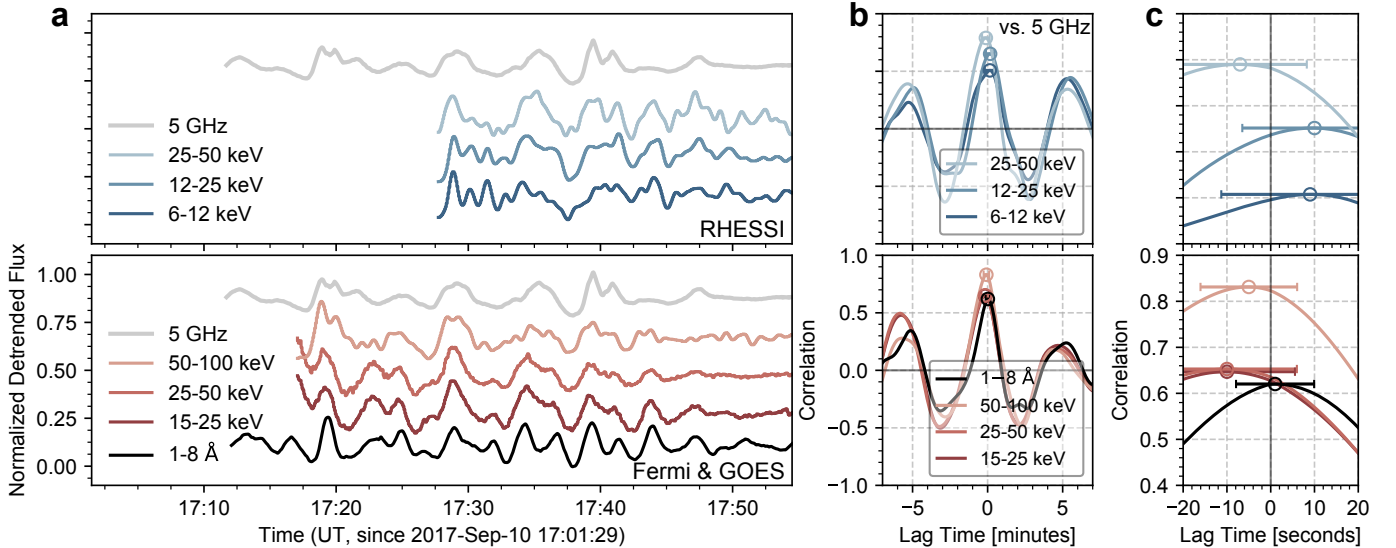 a
5 GHz
25-50 keV
12-25 keV
6-12 keV
RHESSI
b
vs. 5 GHz
25-50 keV
12-25 keV
6-12 keV
c
Normalized Detrended Flux
1.00
0.75
0.50
0.25
0.00
5 GHz
50-100 keV
25-50 keV
15-25 keV
1-8 Å
Fermi & GOES
17:10
17:20
17:30
17:40
17:50
Time (UT, since 2017-Sep-10 17:01:29)
Correlation
1.0
0.5
0.0
−0.5
−1.0
1−8 Å
50-100 keV
25-50 keV
15-25 keV
−5
0
5
Lag Time [minutes]
Correlation
0.9
0.8
0.7
0.6
0.5
0.4
−20
−10
0
10
20
Lag Time [seconds]